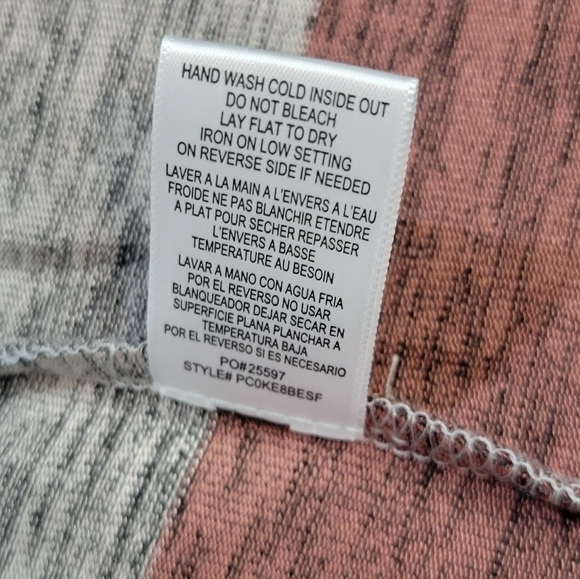 HAND WASH COLD INSIDE OUT
DO NOT BLEACH
LAY FLAT TO DRY
IRON ON LOW SETTING
ON REVERSE SIDE IF NEEDED
LAVER A LA MAIN A L'ENVERS A L'EAU
FROIDE NE PAS BLANCHIR ETENDRE
A PLAT POUR SECHER REPASSER
L'ENVERS A BASSE
TEMPERATURE AU BESOIN
LAVAR A MANO CON AGUA FRIA
POR EL REVERSO NO USAR
BLANQUEADOR DEJAR SECAR EN
SUPERFICIE PLANA PLANCHAR A
TEMPERATURA BAJA
POR EL REVERSO SI ES NECESARIO
PO#25597
STYLE# PC0KE8BESF